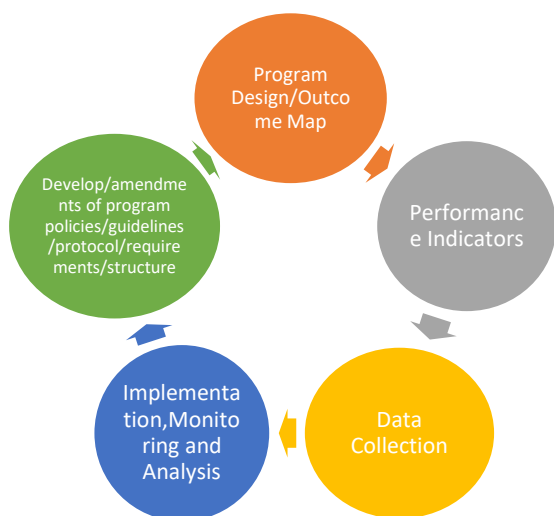 Program
Design/Outco
me Map
Performanc
e Indicators
Data
Collection
Implementa
tion,Monito
ring and
Analysis
Develop/amendme
nts of program
policies/guidelines
/protocol/require
ments/structure